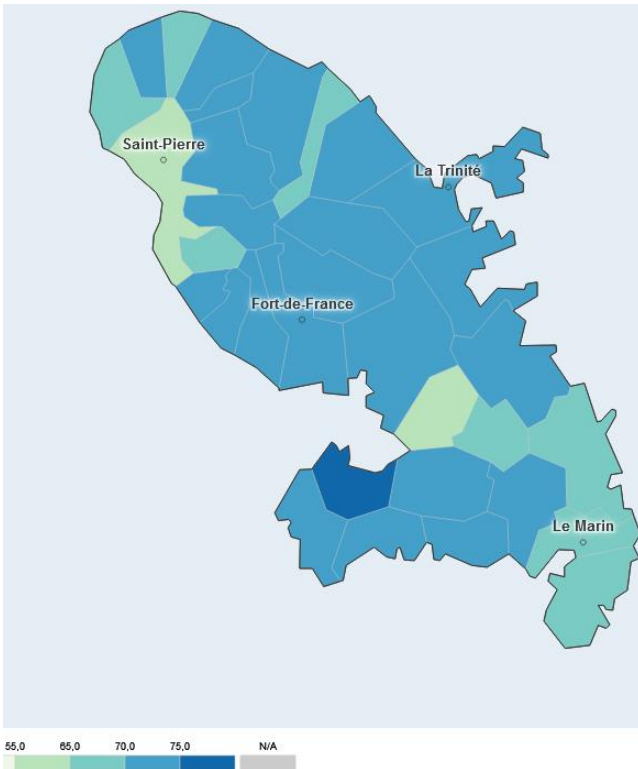 Saint-Pierre
La Trinité
Fort-de-France
Le Marin
55,0 65,0 70,0 75,0 N/A